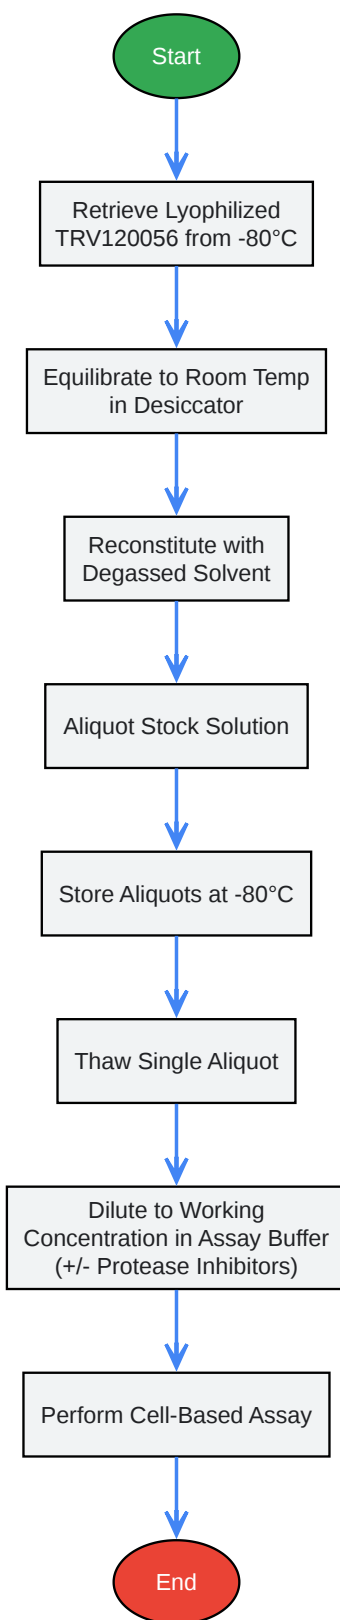 Start
Retrieve Lyophilized
TRV120056 from -80°C
Equilibrate to Room Temp
in Desiccator
Reconstitute with
Degassed Solvent
Aliquot Stock Solution
Store Aliquots at -80°C
Thaw Single Aliquot
Dilute to Working
Concentration in Assay Buffer
(+/- Protease Inhibitors)
Perform Cell-Based Assay
End